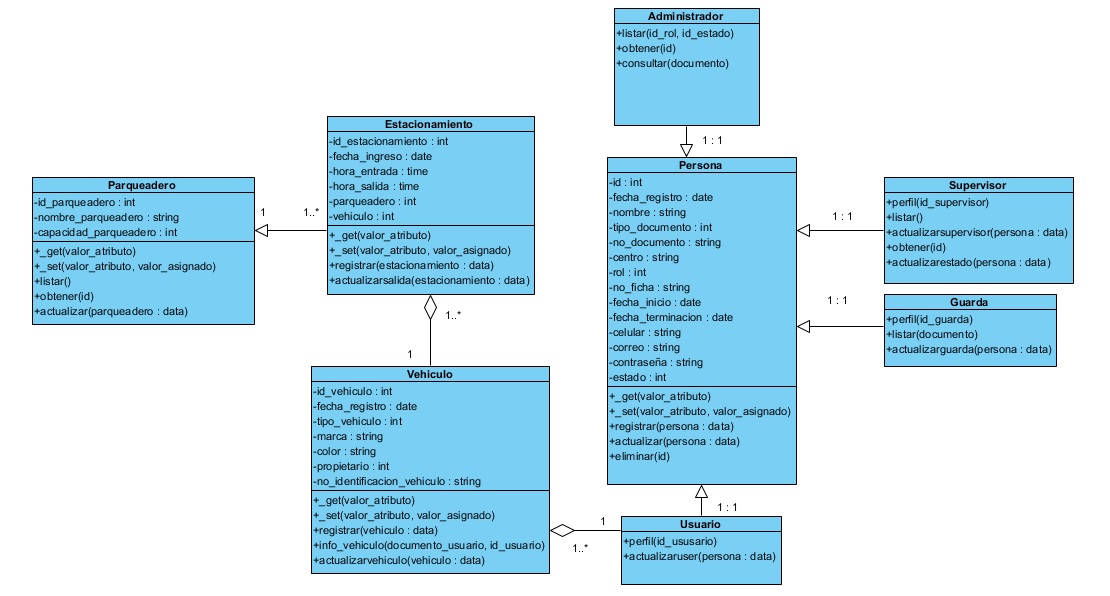 Administrador
+listar(id_rol, id_estado)
+obtener(id)
+consultar(documento)
1 : 1
Estacionamiento
-id_estacionamiento : int
-fecha_ingreso : date
-hora_entrada : time
-hora_salida : time
-parqueadero : int
-vehiculo : int
+_get(valor_atributo)
+_set(valor_atributo, valor_asignado)
+registrar(estacionamiento : data)
+actualizarsalida(estacionamiento : data)
Parqueadero
-id_parqueadero : int
-nombre_parqueadero : string
-capacidad_parqueadero : int
+_get(valor_atributo)
+_set(valor_atributo, valor_asignado)
+listar()
+obtener(id)
+actualizar(parqueadero : data)
1
1..*
Persona
-id : int
-fecha_registro : date
-nombre : string
-tipo_documento : int
-no_documento : string
-centro : string
-rol : int
-no_ficha : string
-fecha_inicio : date
-fecha_terminacion : date
-celular : string
-correo : string
-contraseña : string
-estado : int
+_get(valor_atributo)
+_set(valor_atributo, valor_asignado)
+registrar(persona : data)
+actualizar(persona : data)
+eliminar(id)
Supervisor
+perfil(id_supervisor)
+listar()
+actualizarsupervisor(persona : data)
+obtener(id)
+actualizarestado(persona : data)
1 : 1
Guarda
+perfil(id_guarda)
+listar(documento)
+actualizarguarda(persona : data)
1 : 1
1..*
1
Vehiculo
-id_vehiculo : int
-fecha_registro : date
-tipo_vehiculo : int
-marca : string
-color : string
-propietario : int
-no_identificacion_vehiculo : string
+_get(valor_atributo)
+_set(valor_atributo, valor_asignado)
+registrar(vehiculo : data)
+info_vehiculo(documento_usuario, id_usuario)
+actualizarvehiculo(vehiculo : data)
1
1..*
1 : 1
Usuario
+perfil(id_ususario)
+actualizaruser(persona : data)